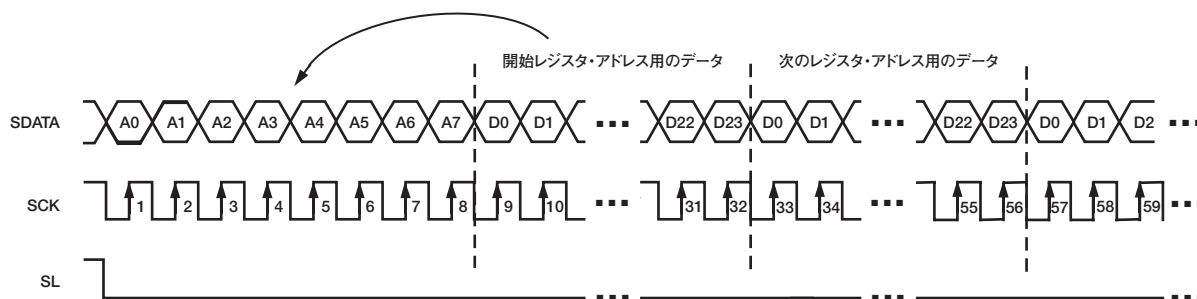 開始レジスタ・アドレス用のデータ 次のレジスタ・アドレス用のデータ
SDATA A0 A1 A2 A3 A4 A5 A6 A7 D0 D1 D22 D23 D0 D1 D22 D23 D0 D1 D2
SCK 1 2 3 4 5 6 7 8 9 10 31 32 33 34 55 56 57 58 59
SL